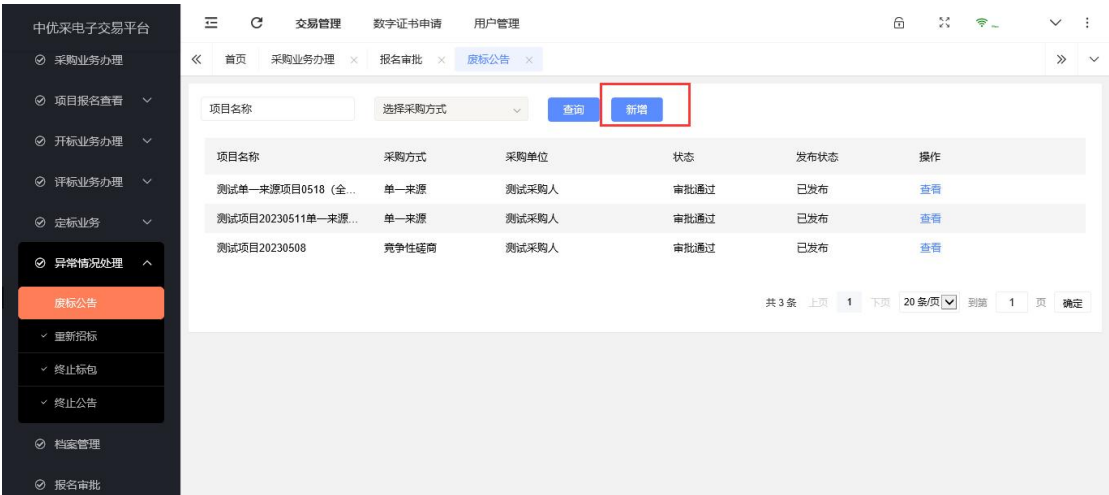 中优采电子交易平台
交易管理 数字证书申请 用户管理
采购业务办理
首页 采购业务办理 报名审批 废标公告
项目报名查看
项目名称 选择采购方式 查询 新增
开标业务办理
项目名称 采购方式 采购单位 状态 发布状态 操作
评标业务办理
测试单一来源项目0518（全... 单一来源 测试采购人 审批通过 已发布 查看
定标业务
测试项目20230511单一来源... 单一来源 测试采购人 审批通过 已发布 查看
测试项目20230508 竞争性磋商 测试采购人 审批通过 已发布 查看
异常情况处理
废标公告
共 3 条 上页 1 下页 20 条/页 到第 1 页 确定
重新招标
终止标包
终止公告
档案管理
报名审批